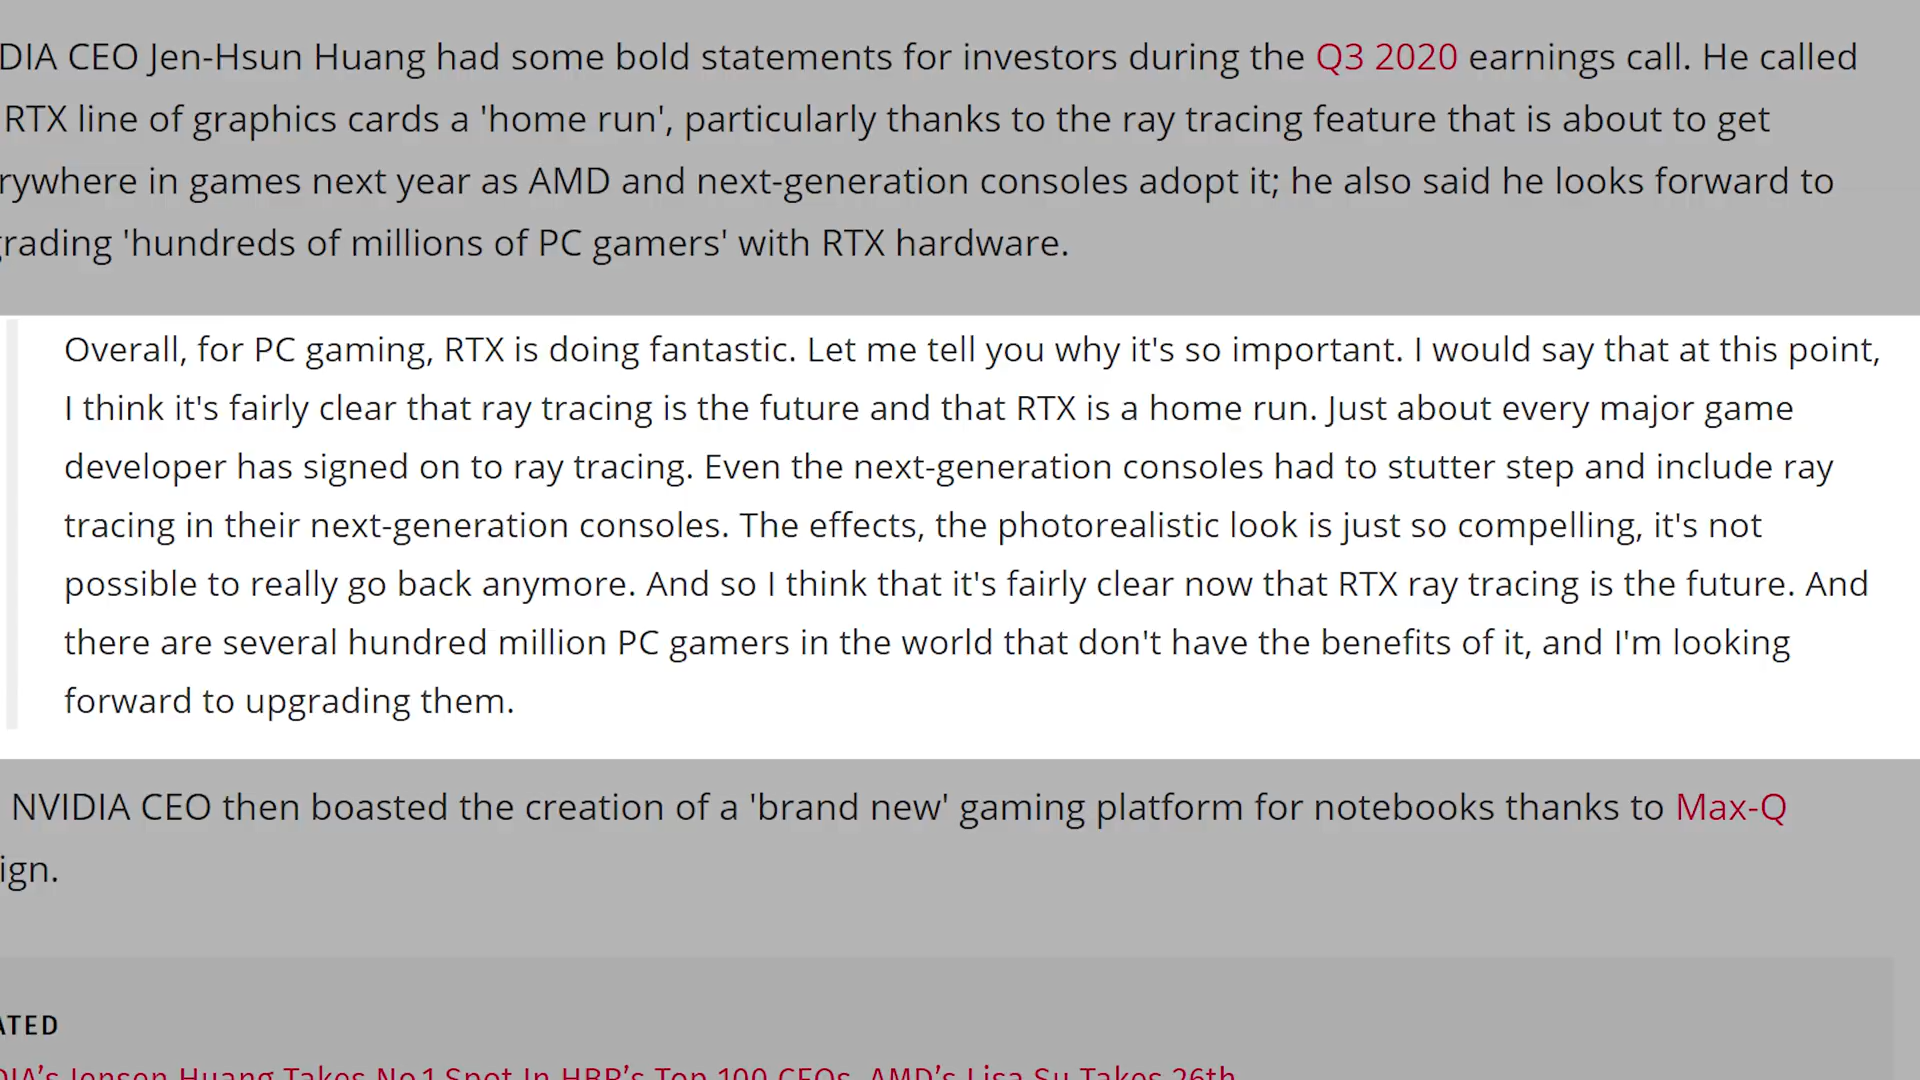 DIA CEO Jen-Hsun Huang had some bold statements for investors during the Q3 2020 earnings call. He called
RTX line of graphics cards a 'home run', particularly thanks to the ray tracing feature that is about to get
rywhere in games next year as AMD and next-generation consoles adopt it; he also said he looks forward to
rading 'hundreds of millions of PC gamers' with RTX hardware.
Overall, for PC gaming, RTX is doing fantastic. Let me tell you why it's so important. I would say that at this point,
I think it's fairly clear that ray tracing is the future and that RTX is a home run. Just about every major game
developer has signed on to ray tracing. Even the next-generation consoles had to stutter step and include ray
tracing in their next-generation consoles. The effects, the photorealistic look is just so compelling, it's not
possible to really go back anymore. And so I think that it's fairly clear now that RTX ray tracing is the future. And
there are several hundred million PC gamers in the world that don't have the benefits of it, and I'm looking
forward to upgrading them.
NVIDIA CEO then boasted the creation of a 'brand new' gaming platform for notebooks thanks to Max-Q
ign.
ATED
DIA's Jensen Huang Takes No.1 Spot In HBR's Top 100 CEOs, AMD's Lisa Su Takes 26th